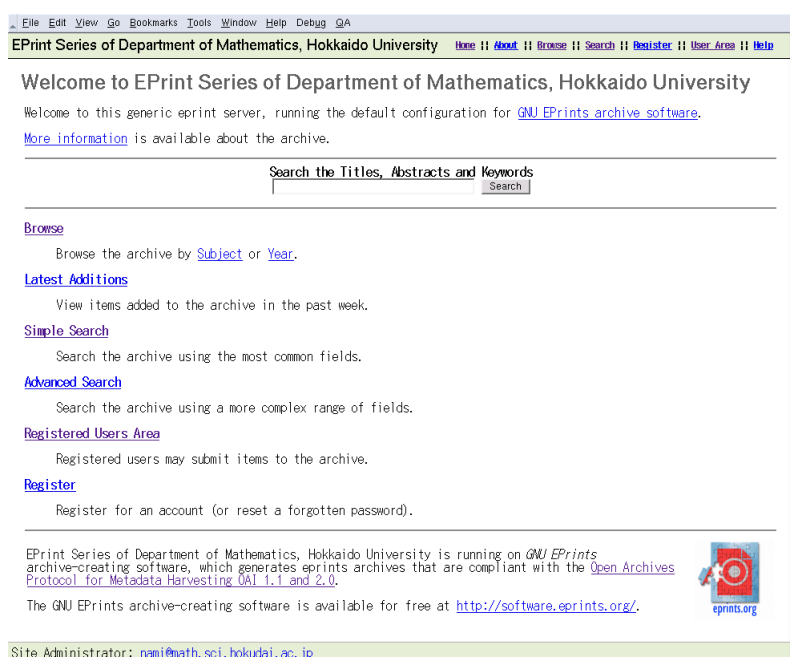 File Edit View Go Bookmarks Tools Window Help Debug QA
EPrint Series of Department of Mathematics, Hokkaido University Home || About || Browse || Search || Register || User Area || Help
Welcome to EPrint Series of Department of Mathematics, Hokkaido University
Welcome to this generic eprint server, running the default configuration for GNU EPrints archive software.
More information is available about the archive.
Search the Titles, Abstracts and Keywords
Search
Browse
Browse the archive by Subject or Year.
Latest Additions
View items added to the archive in the past week.
Simple Search
Search the archive using the most common fields.
Advanced Search
Search the archive using a more complex range of fields.
Registered Users Area
Registered users may submit items to the archive.
Register
Register for an account (or reset a forgotten password).
EPrint Series of Department of Mathematics, Hokkaido University is running on GNU EPrints
archive-creating software, which generates eprints archives that are compliant with the Open Archives
Protocol for Metadata Harvesting OAI 1.1 and 2.0.
The GNU EPrints archive-creating software is available for free at http://software.eprints.org/.
eprints.org
Site Administrator: nami@math.sci.hokudai.ac.jp